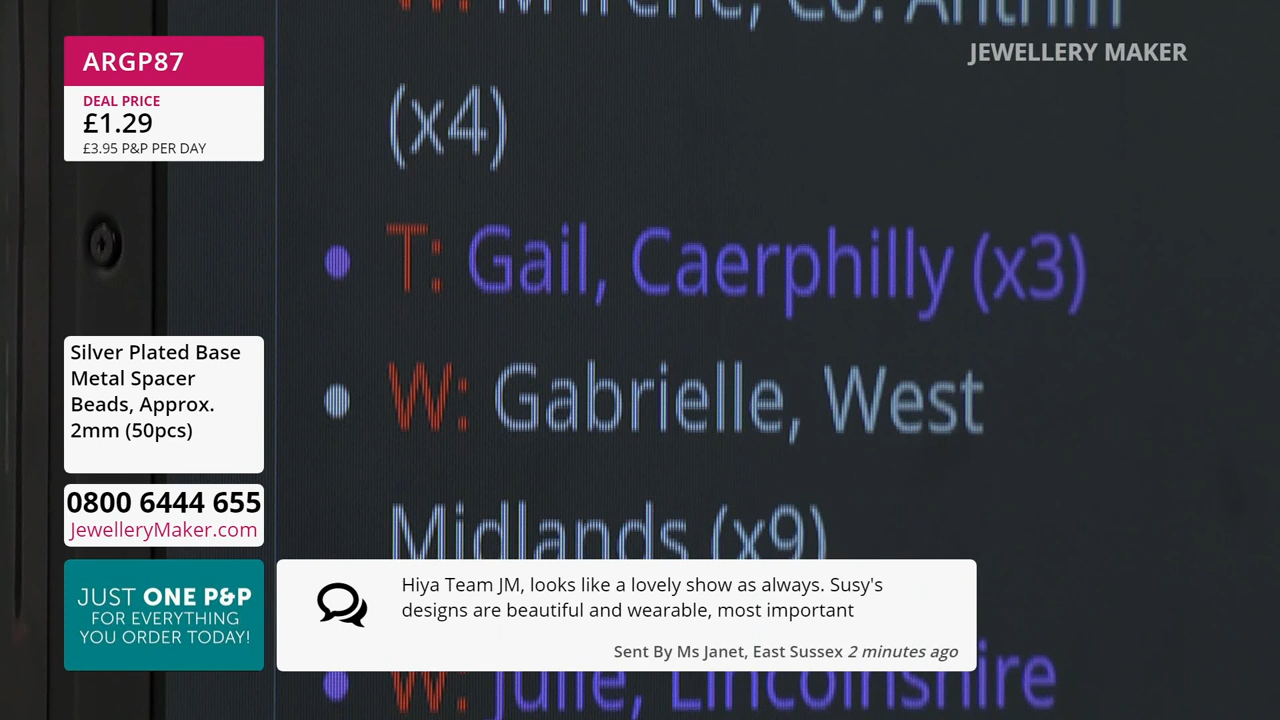 W: M Irene, Co. Antrim
JEWELLERY MAKER
ARGP87
DEAL PRICE
£1.29
£3.95 P&P PER DAY
(x4)
T: Gail, Caerphilly (x3)
W: Gabrielle, West
Midlands (x9)
W: Julie, Lincolnshire
Silver Plated Base
Metal Spacer
Beads, Approx.
2mm (50pcs)
0800 6444 655
JewelleryMaker.com
JUST ONE P&P
FOR EVERYTHING
YOU ORDER TODAY!
Hiya Team JM, looks like a lovely show as always. Susy's
designs are beautiful and wearable, most important
Sent By Ms Janet, East Sussex 2 minutes ago